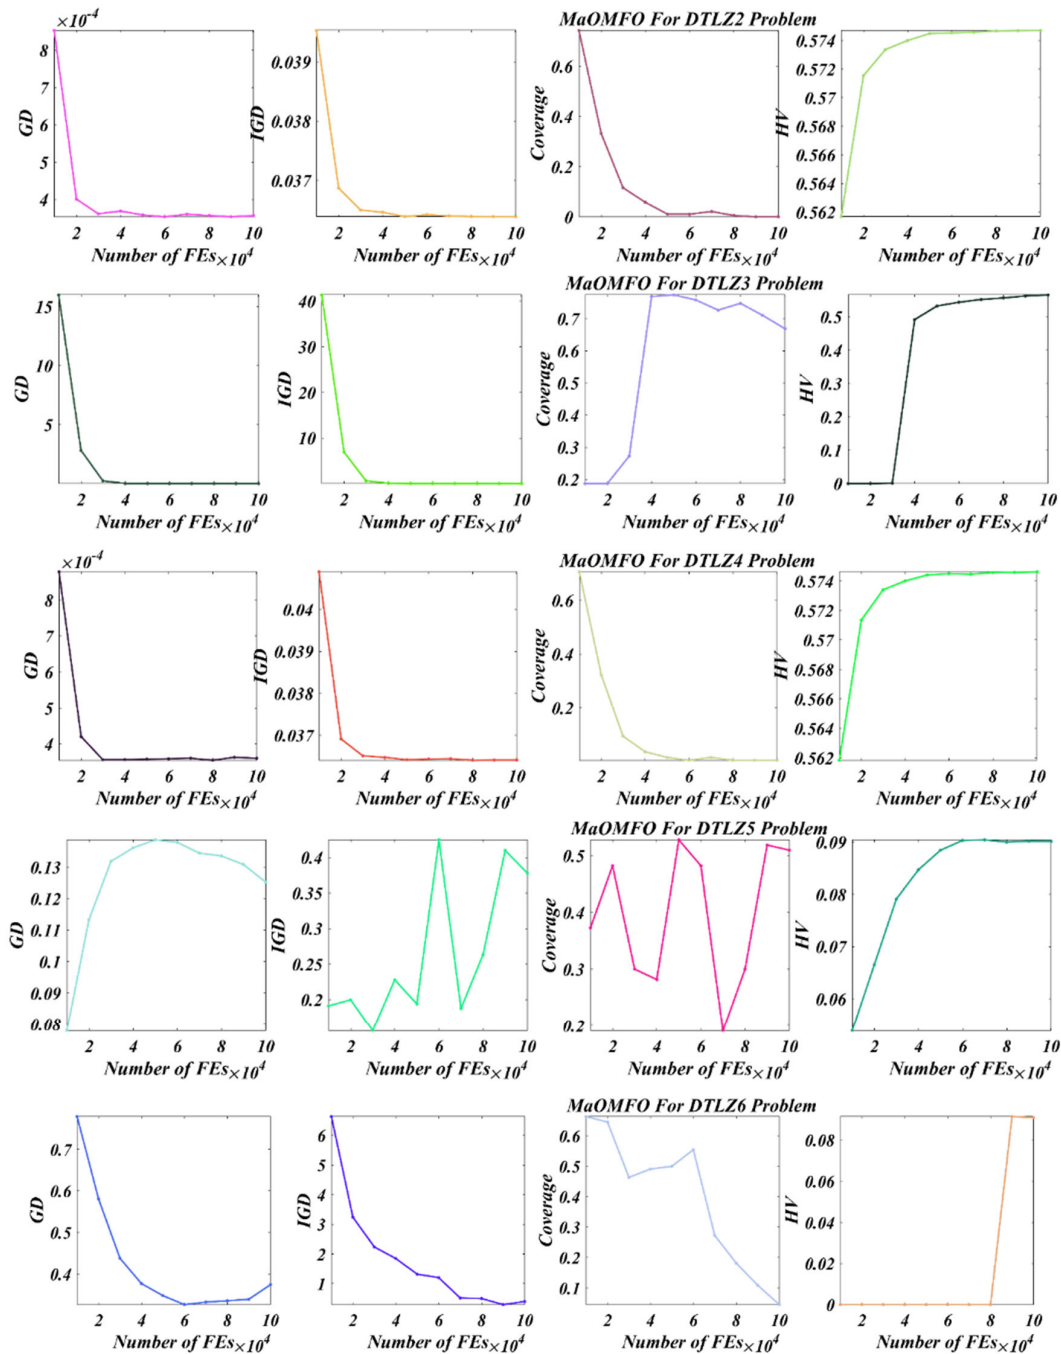 MaOMFO For DTLZ2 Problem
×10⁻⁴
8
7
6
5
4
GD
2 4 6 8 10
Number of FEs×10⁴
0.039
0.038
0.037
IGD
2 4 6 8 10
Number of FEs×10⁴
0.6
0.4
0.2
0
Coverage
2 4 6 8 10
Number of FEs×10⁴
0.574
0.572
0.57
0.568
0.566
0.564
0.562
HV
2 4 6 8 10
Number of FEs×10⁴
MaOMFO For DTLZ3 Problem
15
10
5
GD
2 4 6 8 10
Number of FEs×10⁴
40
30
20
10
IGD
2 4 6 8 10
Number of FEs×10⁴
0.7
0.6
0.5
0.4
0.3
0.2
Coverage
2 4 6 8 10
Number of FEs×10⁴
0.5
0.4
0.3
0.2
0.1
0
HV
2 4 6 8 10
Number of FEs×10⁴
MaOMFO For DTLZ4 Problem
×10⁻⁴
8
7
6
5
4
GD
2 4 6 8 10
Number of FEs×10⁴
0.04
0.039
0.038
0.037
IGD
2 4 6 8 10
Number of FEs×10⁴
0.6
0.4
0.2
Coverage
2 4 6 8 10
Number of FEs×10⁴
0.574
0.572
0.57
0.568
0.566
0.564
0.562
HV
2 4 6 8 10
Number of FEs×10⁴
MaOMFO For DTLZ5 Problem
0.13
0.12
0.11
0.1
0.09
0.08
GD
2 4 6 8 10
Number of FEs×10⁴
0.4
0.35
0.3
0.25
0.2
IGD
2 4 6 8 10
Number of FEs×10⁴
0.5
0.4
0.3
0.2
Coverage
2 4 6 8 10
Number of FEs×10⁴
0.09
0.08
0.07
0.06
HV
2 4 6 8 10
Number of FEs×10⁴
MaOMFO For DTLZ6 Problem
0.7
0.6
0.5
0.4
GD
2 4 6 8 10
Number of FEs×10⁴
6
5
4
3
2
1
IGD
2 4 6 8 10
Number of FEs×10⁴
0.6
0.5
0.4
0.3
0.2
0.1
Coverage
2 4 6 8 10
Number of FEs×10⁴
0.08
0.06
0.04
0.02
0
HV
2 4 6 8 10
Number of FEs×10⁴